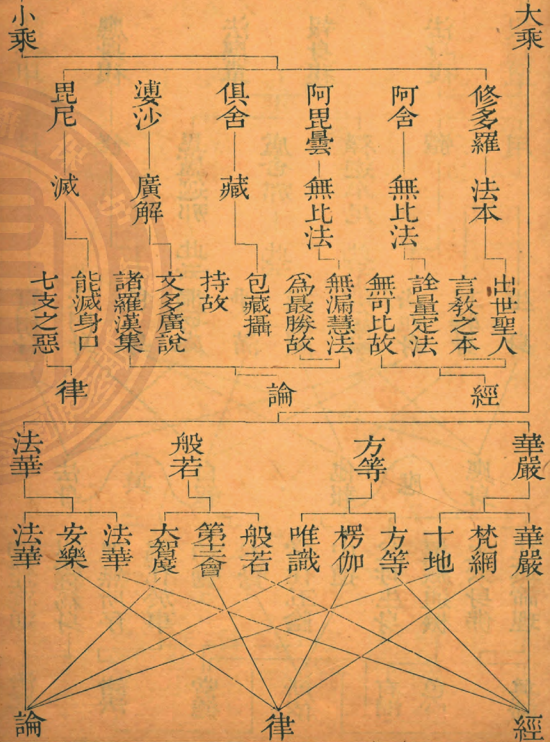 大乘
小乘
修多羅
法本
出世聖人
言教之本
阿舍
無比法
詮量定法
無可比故
阿毘曇
無比法
無漏慧法
爲最勝故
俱舍
藏
包藏攝
持故
漊沙
廣解
文多廣說
諸羅漢集
毘尼
滅
能滅身口
七支之惡
經
論
律
華嚴
方等
般若
法華
華嚴
梵網
十地
方等
楞伽
唯識
般若
第 會
大智度
法華
安樂
法華
經
律
論